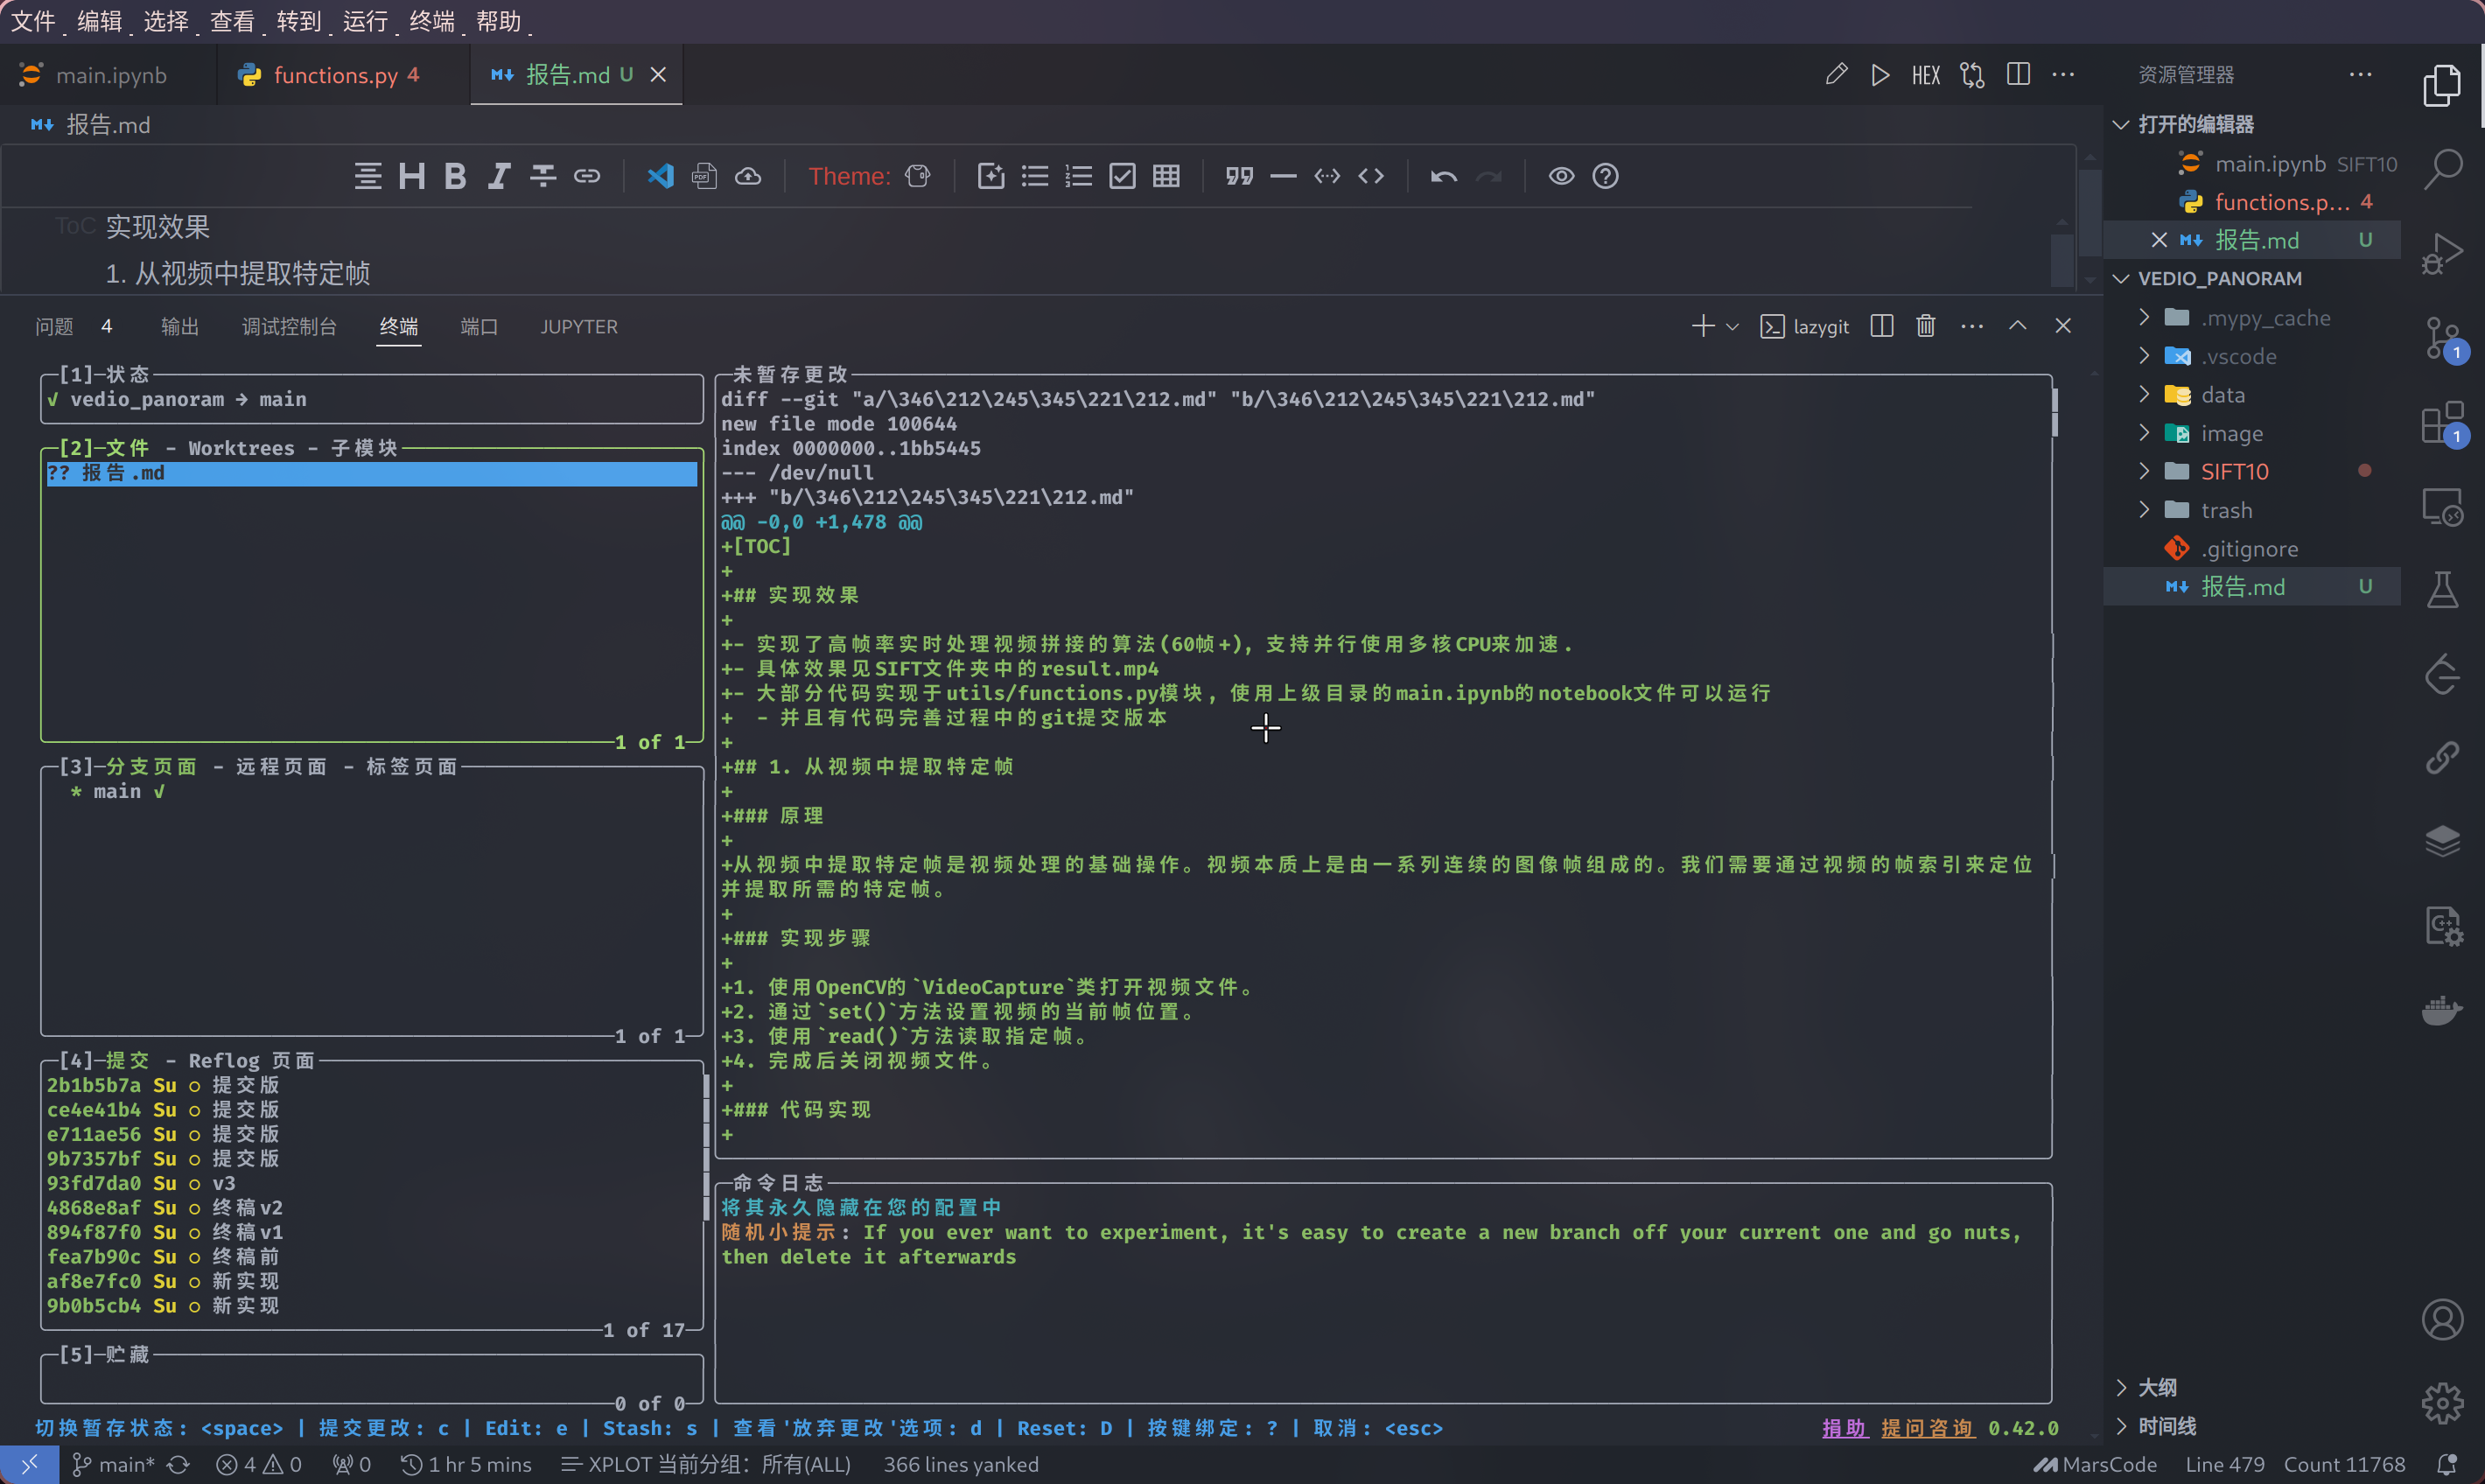 文件 编辑 选择 查看 转到 运行 终端 帮助
main.ipynb
functions.py 4
报告.md U
HEX
资源管理器
报告.md
打开的编辑器
main.ipynb SIFT10
functions.p... 4
报告.md U
VEDIO_PANORAM
.mypy_cache
.vscode
data
image
SIFT10
trash
.gitignore
报告.md U
大纲
时间线
Theme:
ToC 实现效果
1. 从视频中提取特定帧
问题 4 输出 调试控制台 终端 端口 JUPYTER
lazygit
[1]─状态
√ vedio_panoram → main
[2]─文件 - Worktrees - 子模块
?? 报告.md
1 of 1
[3]─分支页面 - 远程页面 - 标签页面
* main √
1 of 1
[4]─提交 - Reflog 页面
2b1b5b7a Su ○ 提交版
ce4e41b4 Su ○ 提交版
e711ae56 Su ○ 提交版
9b7357bf Su ○ 提交版
93fd7da0 Su ○ v3
4868e8af Su ○ 终稿v2
894f87f0 Su ○ 终稿v1
fea7b90c Su ○ 终稿前
af8e7fc0 Su ○ 新实现
9b0b5cb4 Su ○ 新实现
1 of 17
[5]─贮藏
0 of 0
未暂存更改
diff --git "a/\346\212\245\345\221\212.md" "b/\346\212\245\345\221\212.md"
new file mode 100644
index 0000000..1bb5445
--- /dev/null
+++ "b/\346\212\245\345\221\212.md"
@@ -0,0 +1,478 @@
+[TOC]
+
+## 实现效果
+
+- 实现了高帧率实时处理视频拼接的算法(60帧+), 支持并行使用多核CPU来加速.
+- 具体效果见SIFT文件夹中的result.mp4
+- 大部分代码实现于utils/functions.py模块, 使用上级目录的main.ipynb的notebook文件可以运行
+  - 并且有代码完善过程中的git提交版本
+
+## 1. 从视频中提取特定帧
+
+### 原理
+
+从视频中提取特定帧是视频处理的基础操作。视频本质上是由一系列连续的图像帧组成的。我们需要通过视频的帧索引来定位
并提取所需的特定帧。
+
+### 实现步骤
+
+1. 使用OpenCV的`VideoCapture`类打开视频文件。
+2. 通过`set()`方法设置视频的当前帧位置。
+3. 使用`read()`方法读取指定帧。
+4. 完成后关闭视频文件。
+
+### 代码实现
+
命令日志
将其永久隐藏在您的配置中
随机小提示: If you ever want to experiment, it's easy to create a new branch off your current one and go nuts,
then delete it afterwards
切换暂存状态: <space> | 提交更改: c | Edit: e | Stash: s | 查看'放弃更改'选项: d | Reset: D | 按键绑定: ? | 取消: <esc>
捐助 提问咨询 0.42.0
main* 4 0 0 1 hr 5 mins XPLOT 当前分组：所有(ALL) 366 lines yanked
MarsCode Line 479 Count 11768